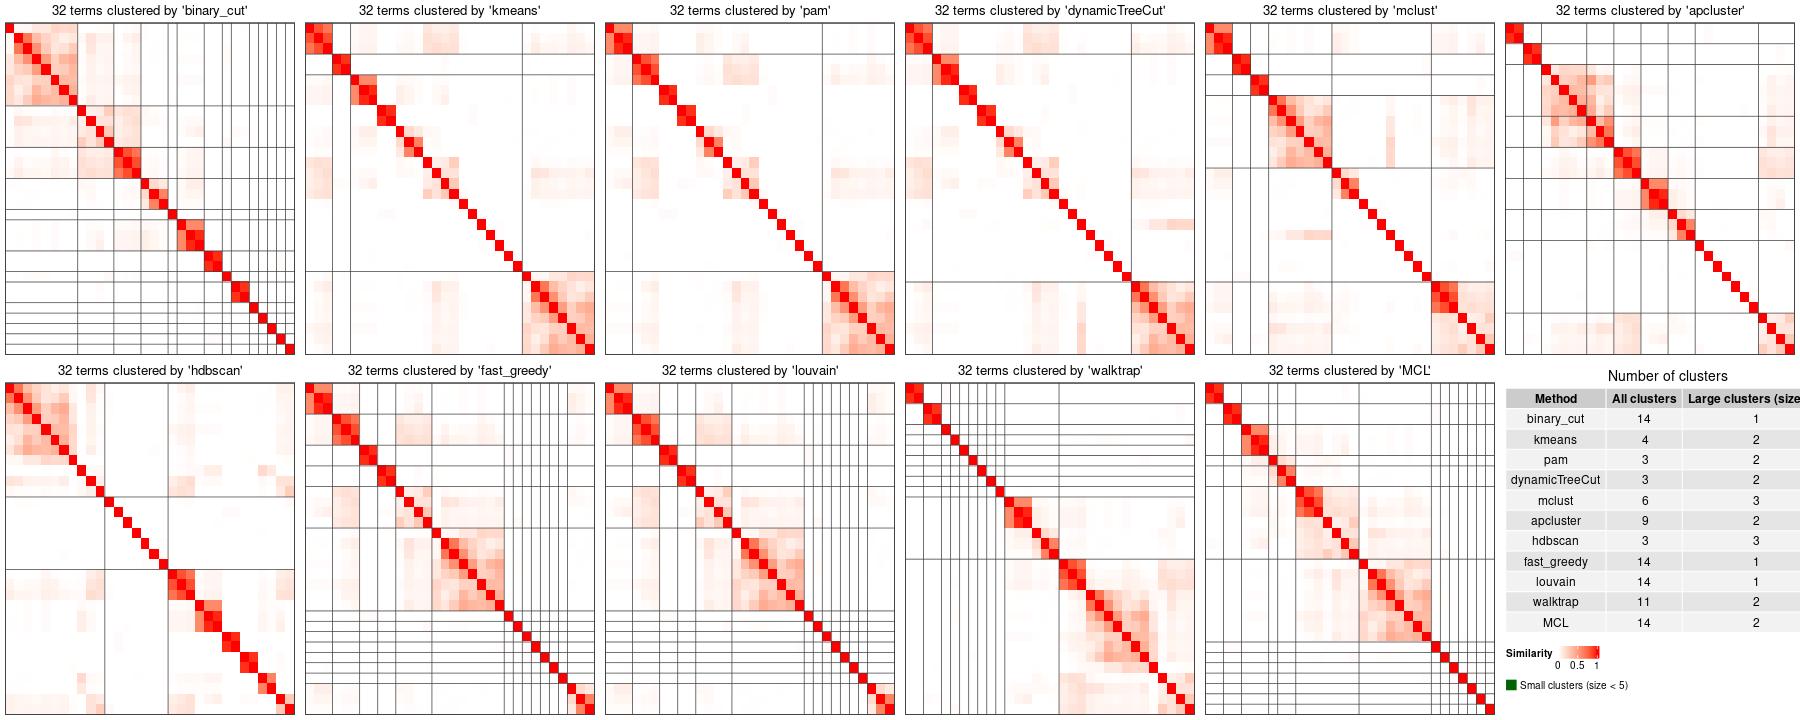 32 terms clustered by 'binary_cut'
32 terms clustered by 'kmeans'
32 terms clustered by 'pam'
32 terms clustered by 'dynamicTreeCut'
32 terms clustered by 'mclust'
32 terms clustered by 'apcluster'
32 terms clustered by 'hdbscan'
32 terms clustered by 'fast_greedy'
32 terms clustered by 'louvain'
32 terms clustered by 'walktrap'
32 terms clustered by 'MCL'
Number of clusters
Method All clusters Large clusters (size
binary_cut 14 1
kmeans 4 2
pam 3 2
dynamicTreeCut 3 2
mclust 6 3
apcluster 9 2
hdbscan 3 3
fast_greedy 14 1
louvain 14 1
walktrap 11 2
MCL 14 2
Similarity
0 0.5 1
Small clusters (size < 5)